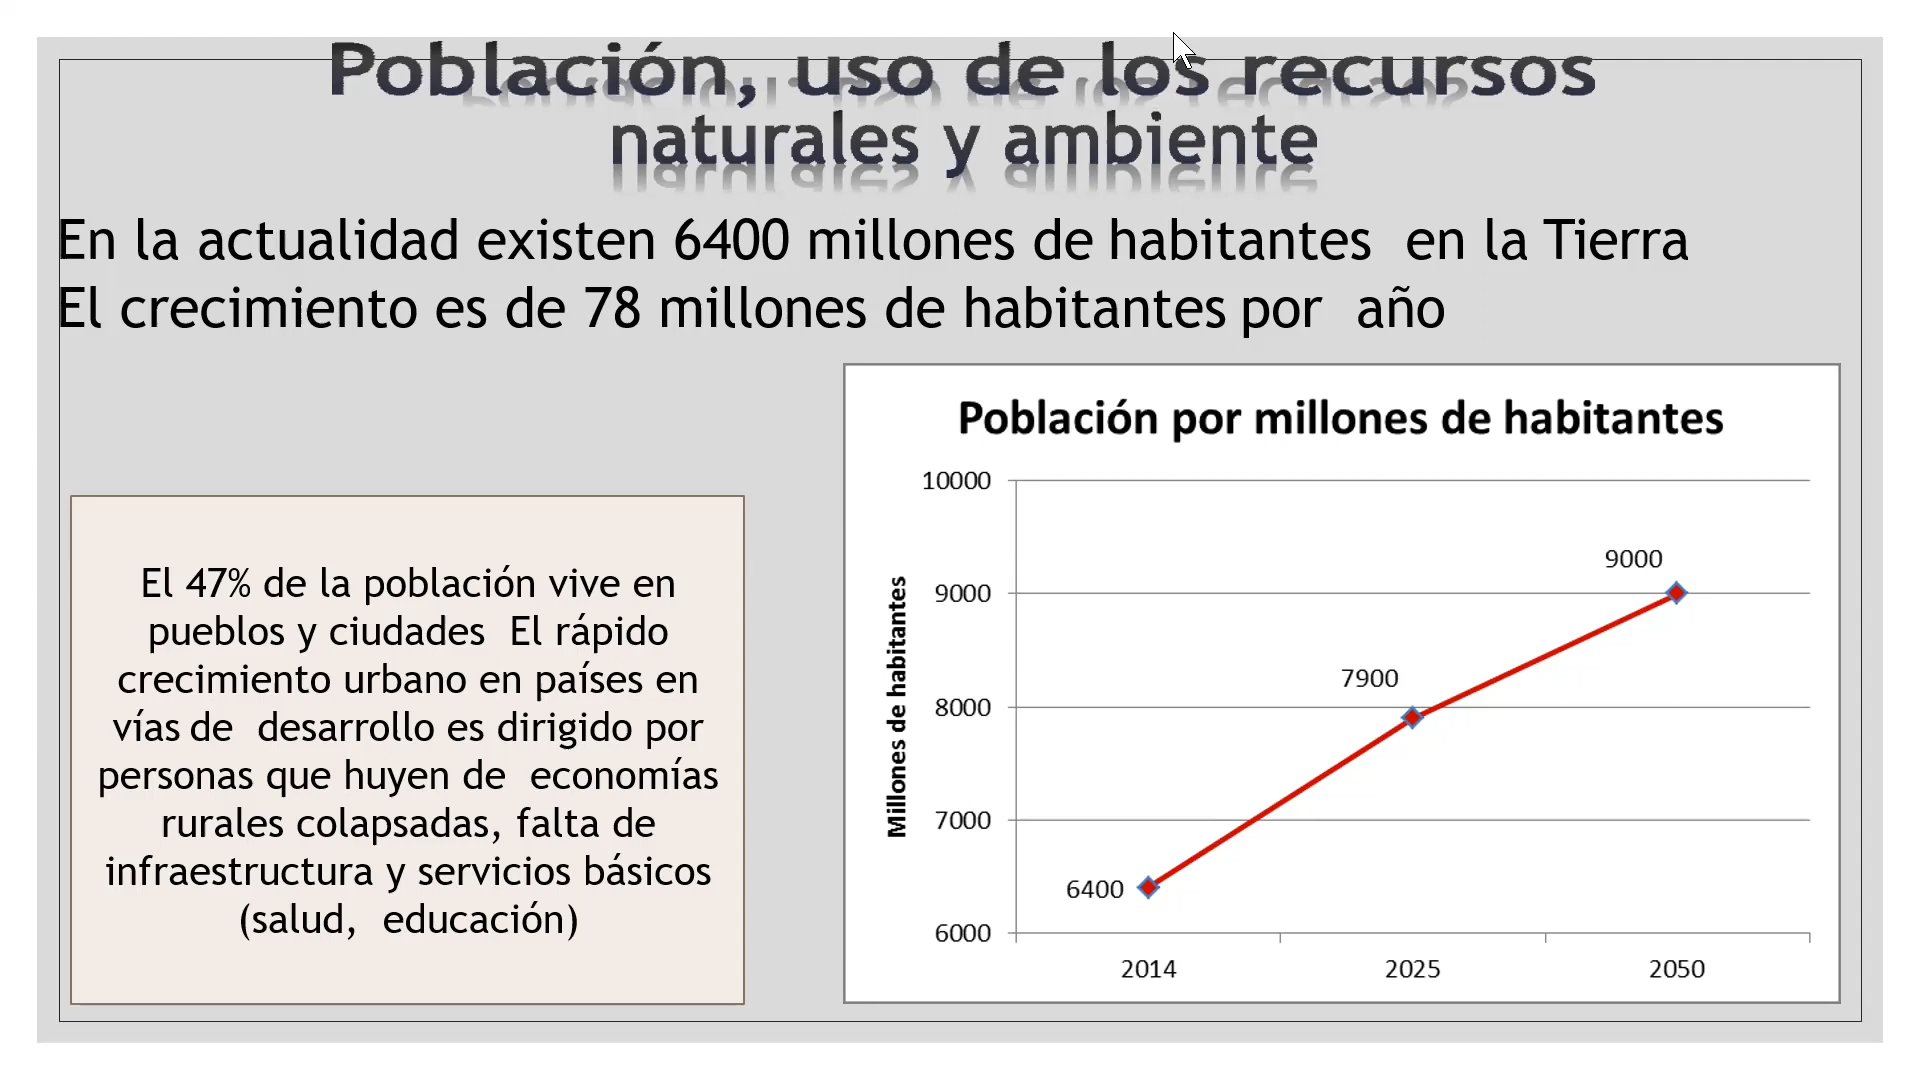 Población, uso de los recursos
naturales y ambiente
En la actualidad existen 6400 millones de habitantes en la Tierra
El crecimiento es de 78 millones de habitantes por año
El 47% de la población vive en
pueblos y ciudades El rápido
crecimiento urbano en países en
vías de desarrollo es dirigido por
personas que huyen de economías
rurales colapsadas, falta de
infraestructura y servicios básicos
(salud, educación)
Población por millones de habitantes
Millones de habitantes
10000
9000
8000
7000
6000
6400
7900
9000
2014
2025
2050